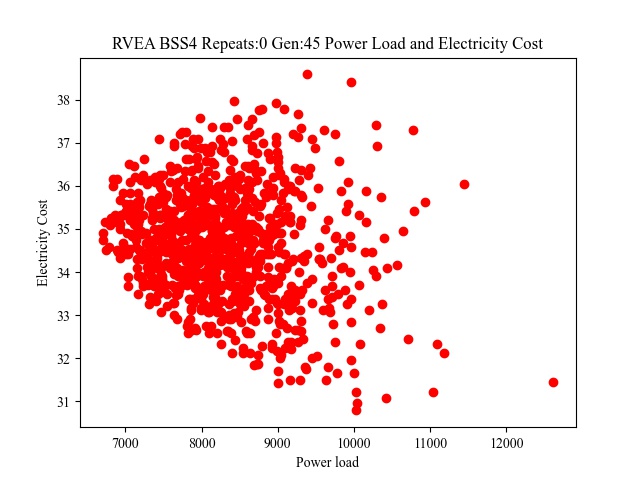 RVEA BSS4 Repeats:0 Gen:45 Power Load and Electricity Cost
Electricity Cost
38
37
36
35
34
33
32
31
7000 8000 9000 10000 11000 12000
Power load